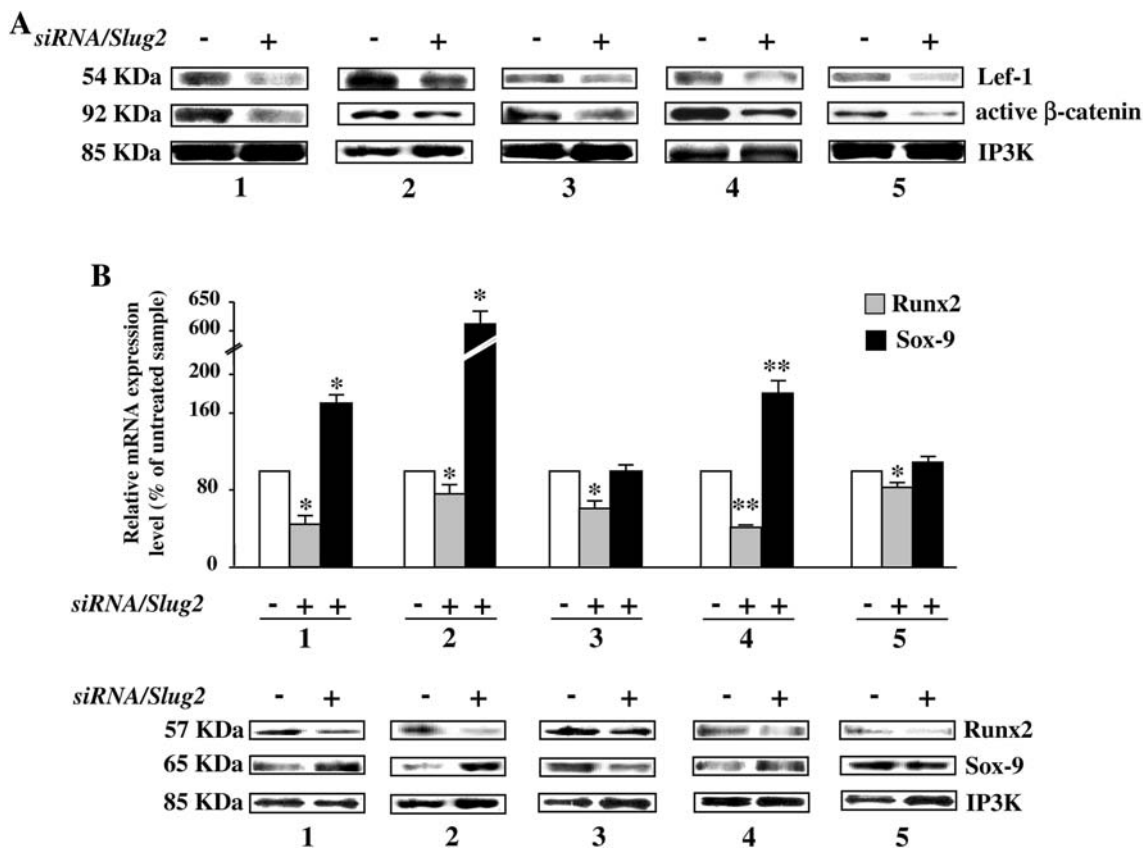 A
siRNA/Slug2 - + - + - + - + - +
54 KDa Lef-1
92 KDa active β-catenin
85 KDa IP3K
1 2 3 4 5
B
Relative mRNA expression
level (% of untreated sample)
650
600
200
160
80
0
* * * * * ** ** *
Runx2
Sox-9
siRNA/Slug2 - + + - + + - + + - + + - + +
1 2 3 4 5
siRNA/Slug2 - + - + - + - + - +
57 KDa Runx2
65 KDa Sox-9
85 KDa IP3K
1 2 3 4 5